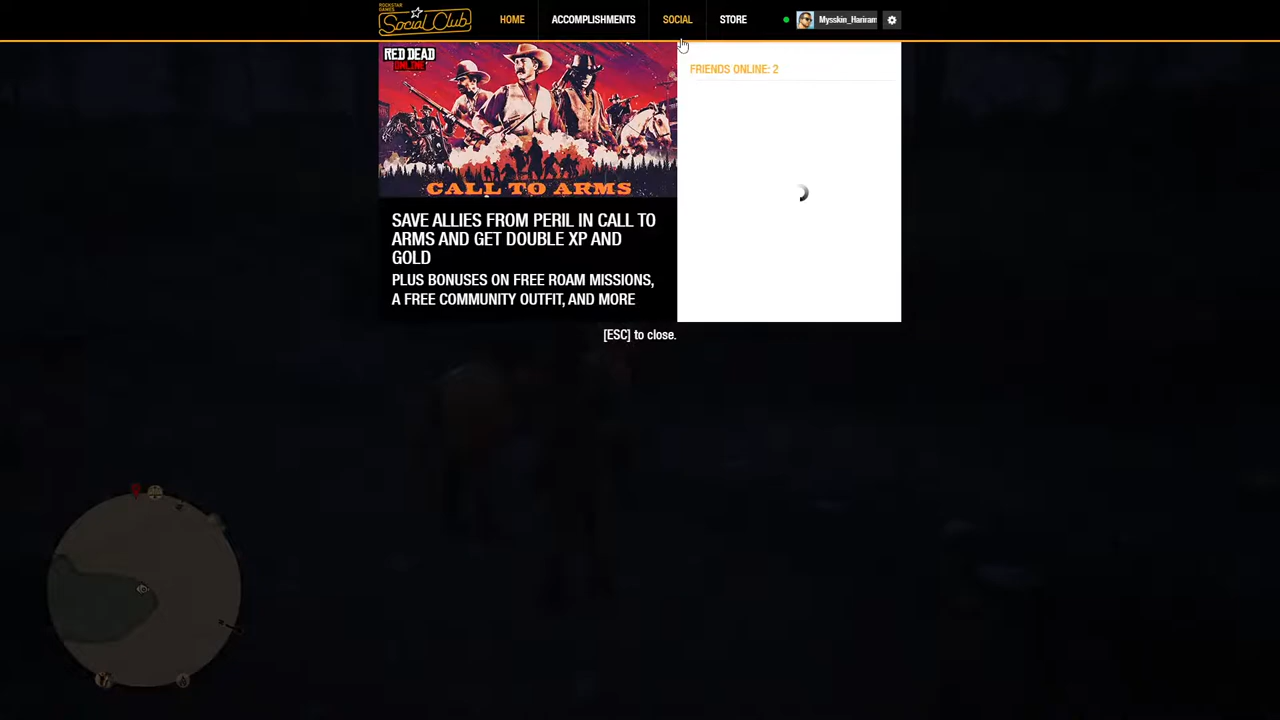 ROCKSTAR
GAMES
Social Club
HOME
ACCOMPLISHMENTS
SOCIAL
STORE
Mysskin_Hariram
RED DEAD
ONLINE
FRIENDS ONLINE: 2
CALL TO ARMS
SAVE ALLIES FROM PERIL IN CALL TO
ARMS AND GET DOUBLE XP AND
GOLD
PLUS BONUSES ON FREE ROAM MISSIONS,
A FREE COMMUNITY OUTFIT, AND MORE
[ESC] to close.